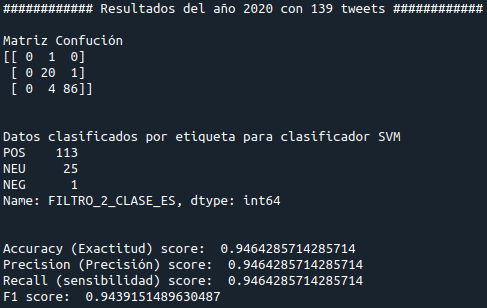 ############ Resultados del año 2020 con 139 tweets ############
Matriz Confución
[[ 0  1  0]
 [ 0 20  1]
 [ 0  4 86]]
Datos clasificados por etiqueta para clasificador SVM
POS    113
NEU     25
NEG      1
Name: FILTRO_2_CLASE_ES, dtype: int64
Accuracy (Exactitud) score:  0.9464285714285714
Precision (Precisión) score:  0.9464285714285714
Recall (sensibilidad) score:  0.9464285714285714
F1 score:  0.9439151489630487